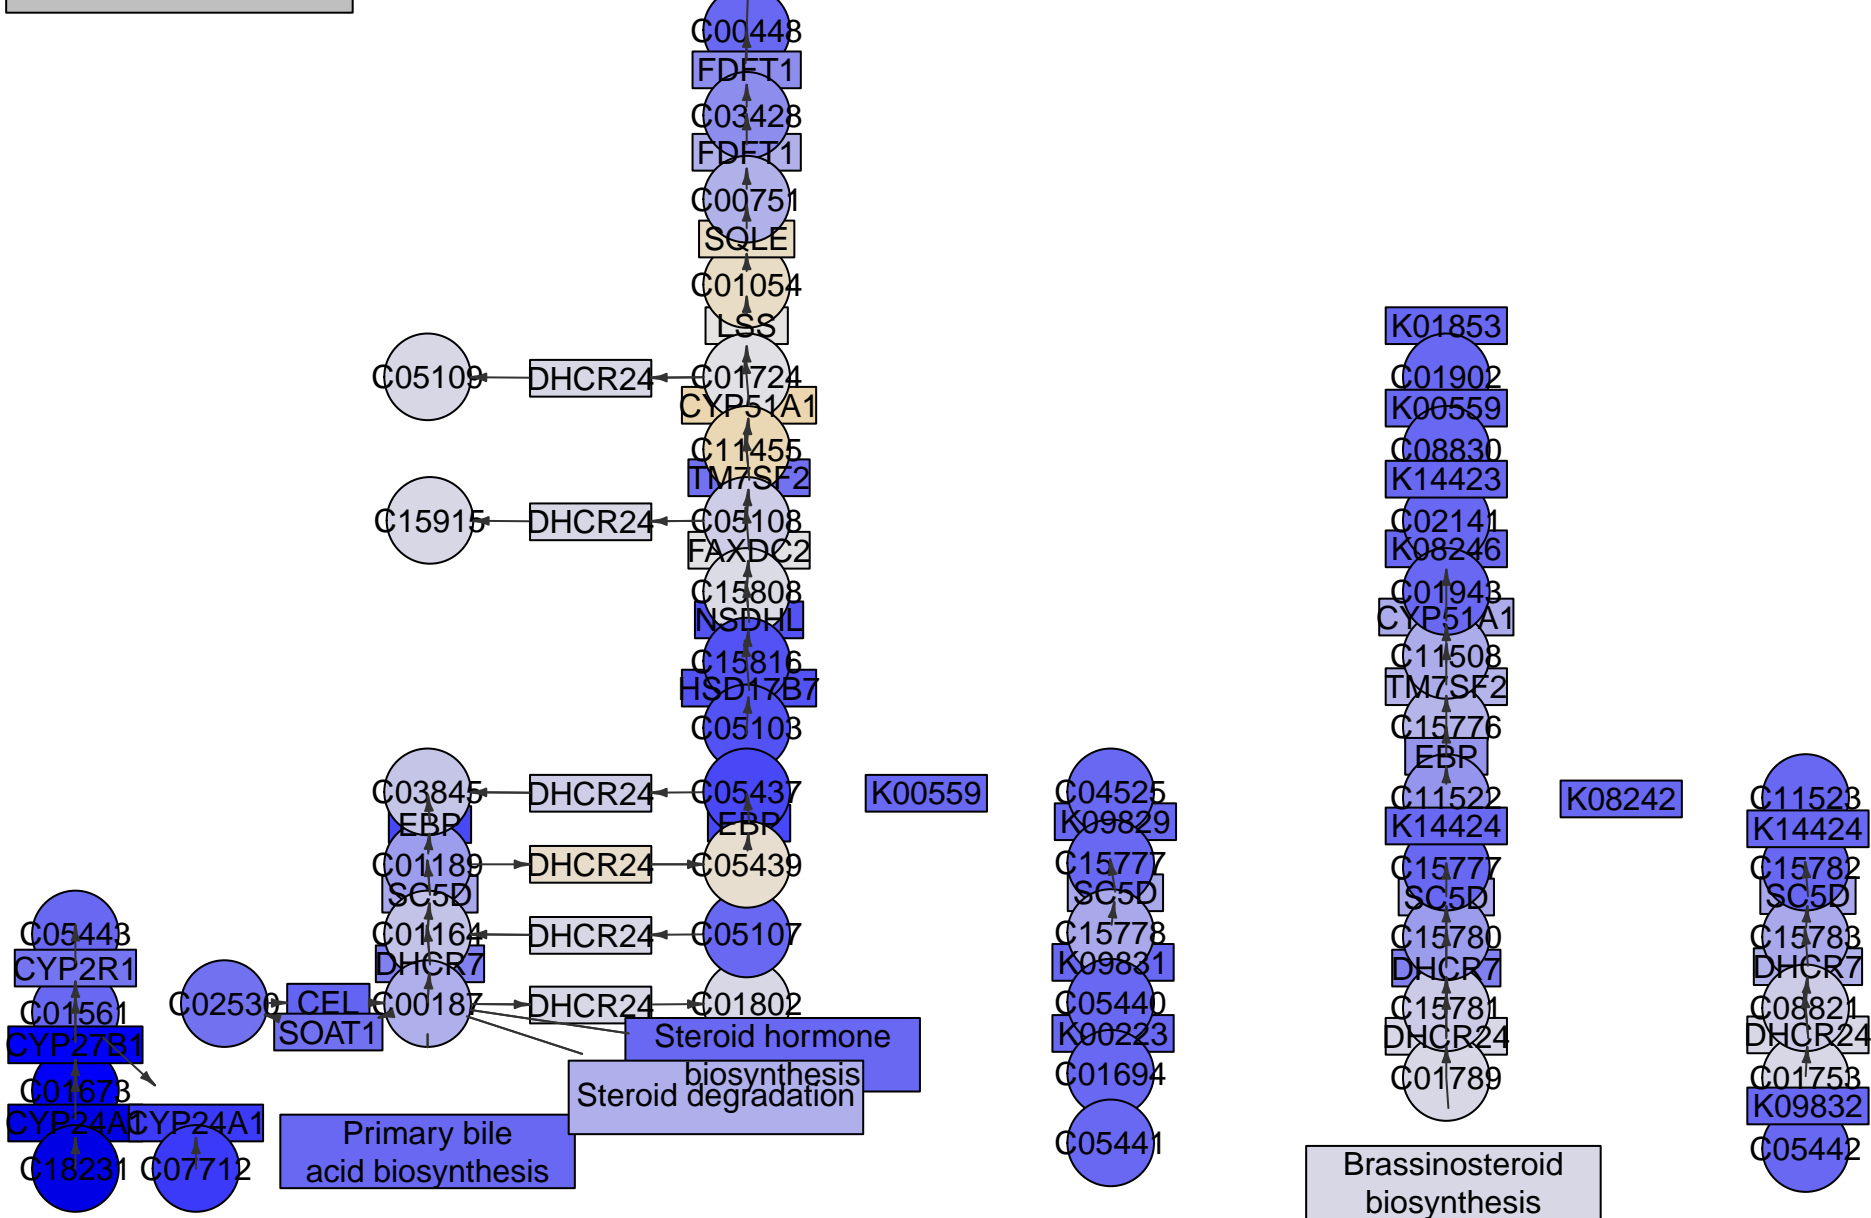 C00448
FDFT1
C03428
FDFT1
C00751
SQLE
C01054
LSS
C05109
DHCR24
C01724
CYP51A1
C11455
TM7SF2
C15915
DHCR24
C05108
FAXDC2
C15808
NSDHL
C15816
HSD17B7
C05103
C03845
DHCR24
C05437
EBP
EBP
C01189
DHCR24
C05439
SC5D
C01164
DHCR24
C05107
DHCR7
C02530
CEL
SOAT1
C00187
DHCR24
C01802
C05443
CYP2R1
C01561
CYP27B1
C01673
CYP24A1
CYP24A1
C18231
C07712
Steroid hormone
biosynthesis
Steroid degradation
Primary bile
acid biosynthesis
K00559
C04525
K09829
C15777
SC5D
C15778
K09831
C05440
K00223
C01694
C05441
K01853
C01902
K00559
C08830
K14423
C02141
K08246
C01943
CYP51A1
C11508
TM7SF2
C15776
EBP
C11522
K14424
C15777
SC5D
C15780
DHCR7
C15781
DHCR24
C01789
Brassinosteroid
biosynthesis
K08242
C11523
K14424
C15782
SC5D
C15783
DHCR7
C08821
DHCR24
C01753
K09832
C05442